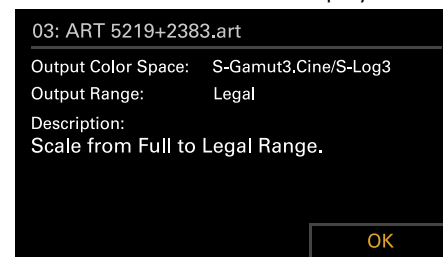 03: ART 5219+2383.art
Output Color Space: S-Gamut3.Cine/S-Log3
Output Range: Legal
Description:
Scale from Full to Legal Range.
OK